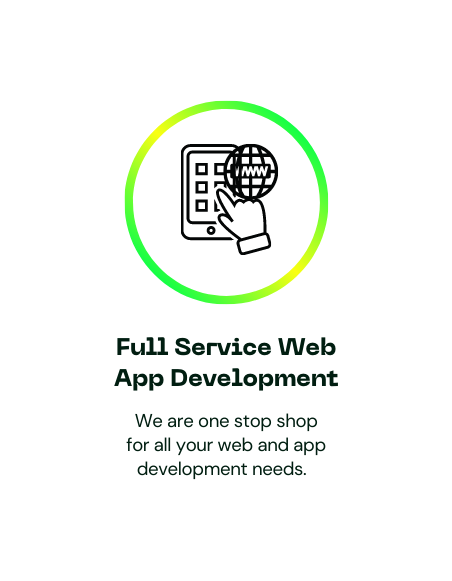 WWW
Full Service Web
App Development
We are one stop shop
for all your web and app
development needs.